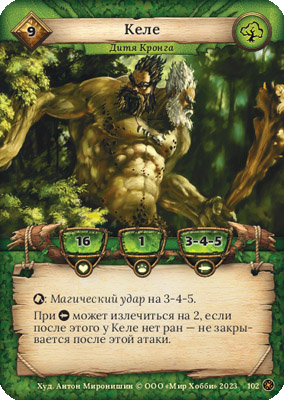 9
Келе
Дитя Кронга
16
1
3-4-5
: Магический удар на 3-4-5.
При может излечиться на 2, если
после этого у Келе нет ран — не закры-
вается после этой атаки.
Худ. Антон Миронишин © ООО «Мир Хобби» 2023
102